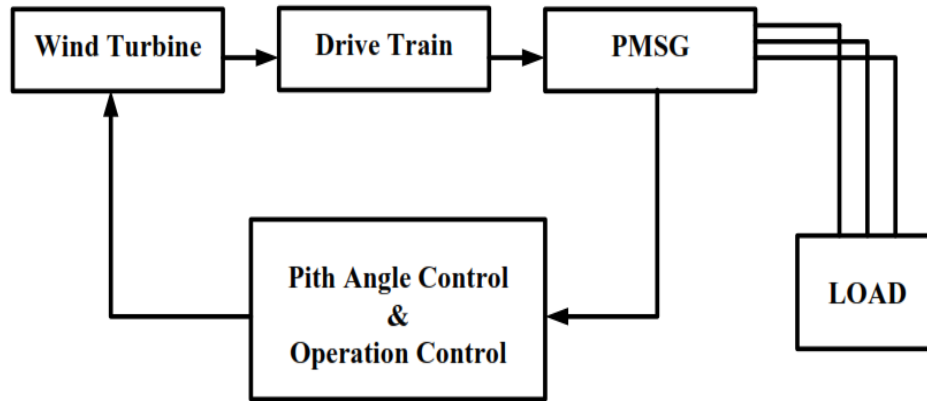 Wind Turbine
Drive Train
PMSG
Pith Angle Control
&
Operation Control
LOAD